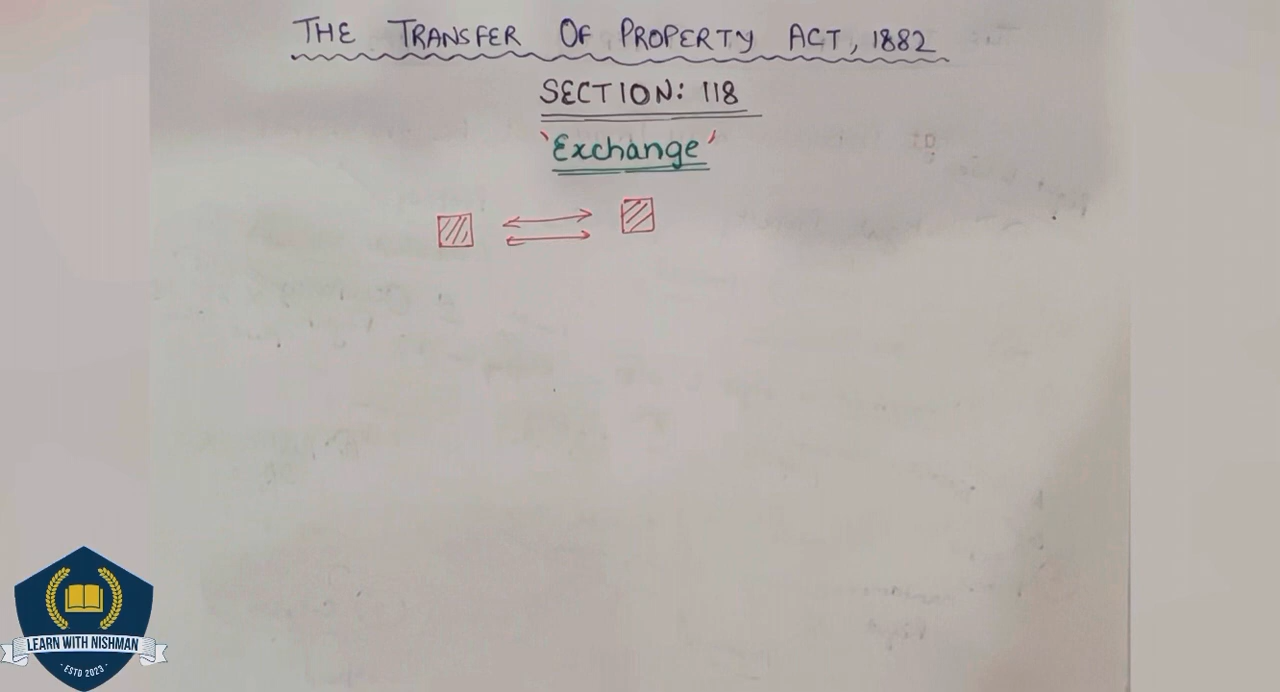 THE TRANSFER OF PROPERTY ACT, 1882
SECTION: 118
'Exchange'
LEARN WITH NISHMAN
· ESTD 2023 ·